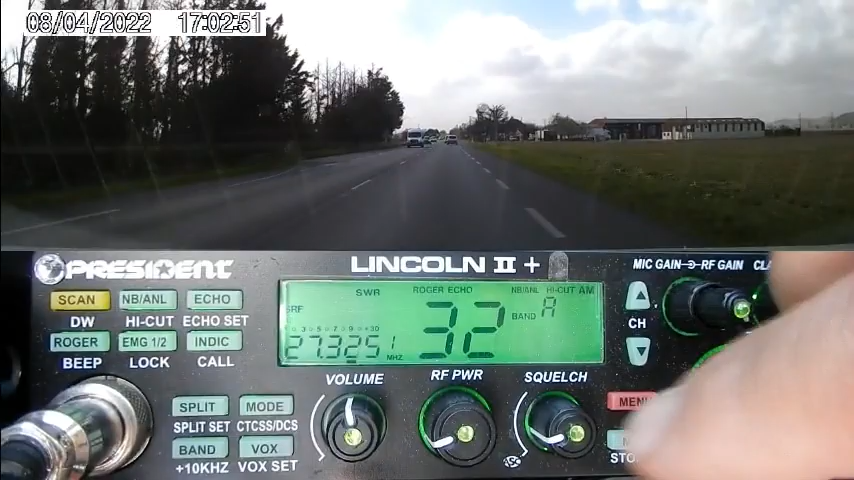 08/04/2022 17:02:51
PRESIDENT LINCOLN II + MIC GAIN RF GAIN
SCAN NB/ANL ECHO SWR ROGER ECHO NB/ANL HI-CUT AM
DW HI-CUT ECHO SET 32 BAND A CH
ROGER EMG 1/2 INDIC 27.3251 MHZ
BEEP LOCK CALL
VOLUME RF PWR SQUELCH
SPLIT MODE MENU
SPLIT SET CTCSS/DCS
BAND VOX
+10KHZ VOX SET ASC